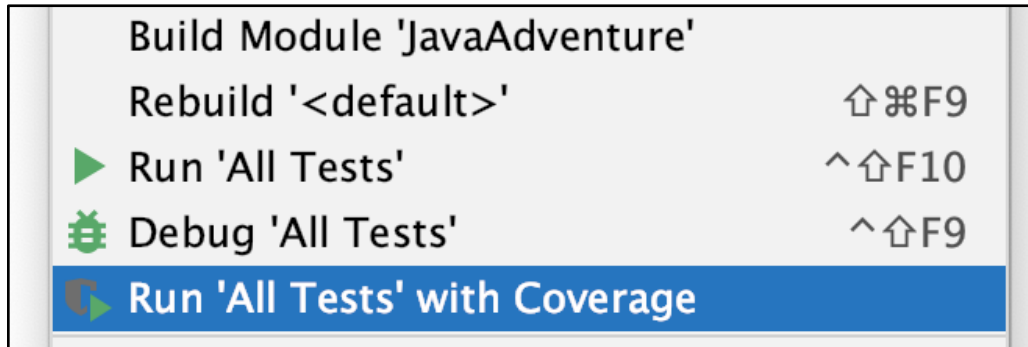 Build Module 'JavaAdventure'
Rebuild '<default>' ⇧⌘F9
Run 'All Tests' ^⇧F10
Debug 'All Tests' ^⇧F9
Run 'All Tests' with Coverage